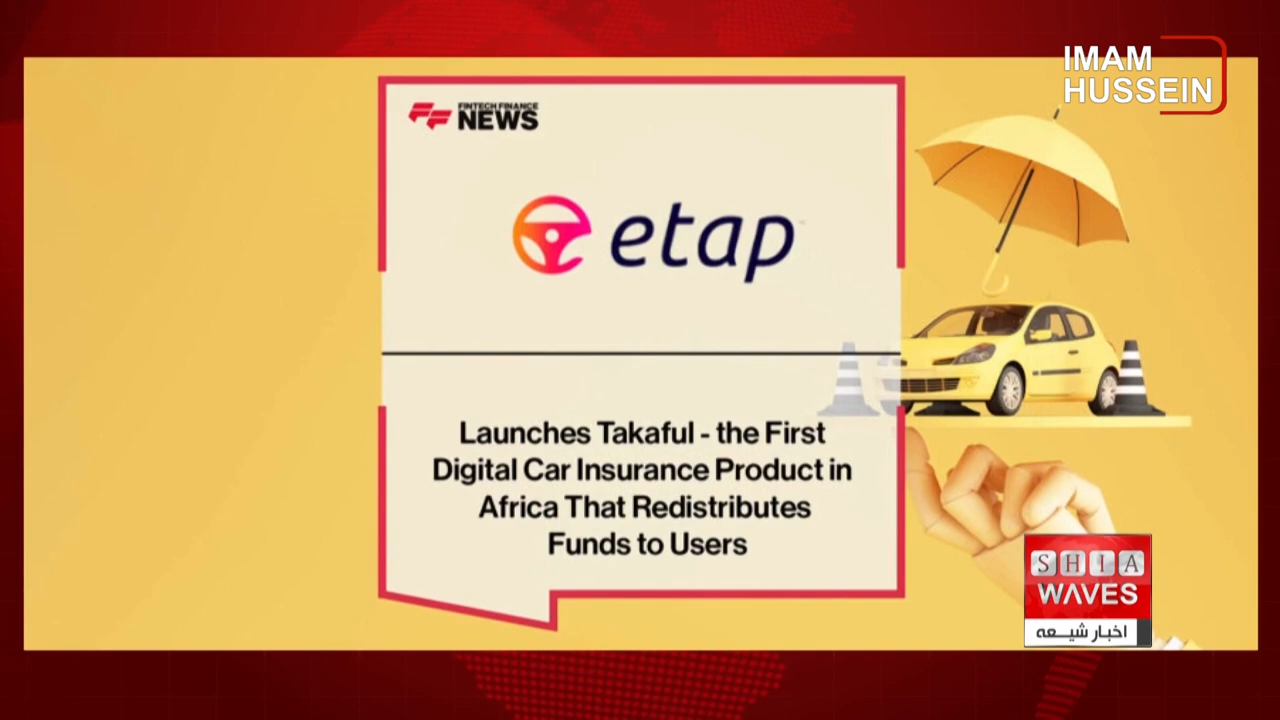 IMAM
HUSSEIN
FINTECH FINANCE
NEWS
etap
Launches Takaful - the First
Digital Car Insurance Product in
Africa That Redistributes
Funds to Users
SHIA
WAVES
اخبار شیعه